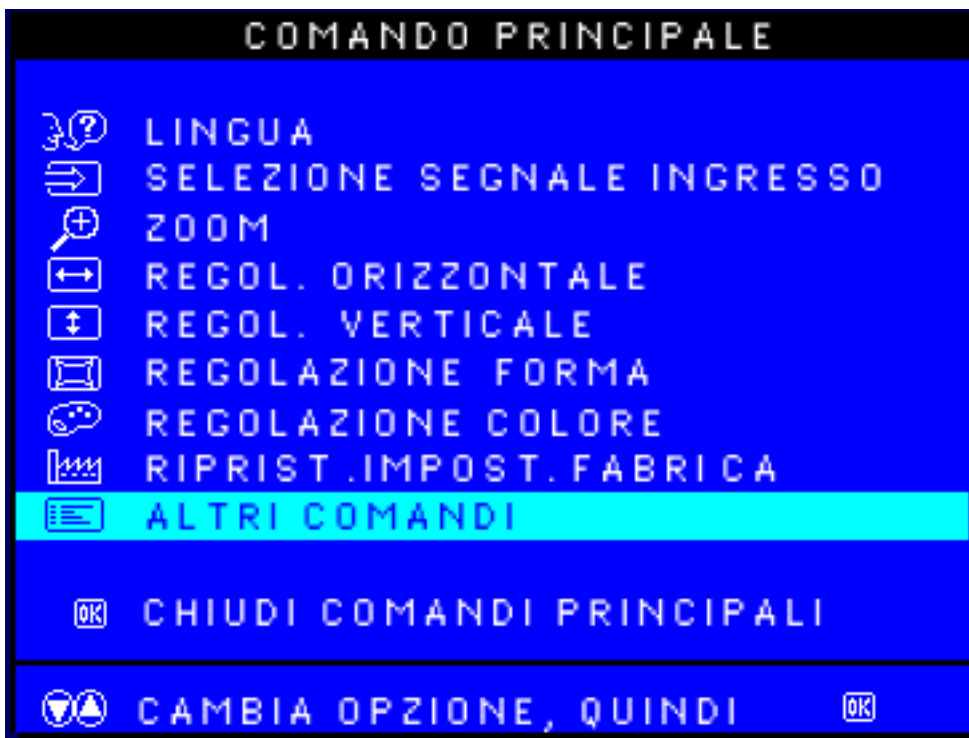 COMANDO PRINCIPALE
LINGUA
SELEZIONE SEGNALE INGRESSO
ZOOM
REGOL. ORIZZONTALE
REGOL. VERTICALE
REGOLAZIONE FORMA
REGOLAZIONE COLORE
RIPRIST.IMPOST.FABRICA
ALTRI COMANDI
OK CHIUDI COMANDI PRINCIPALI
CAMBIA OPZIONE, QUINDI OK